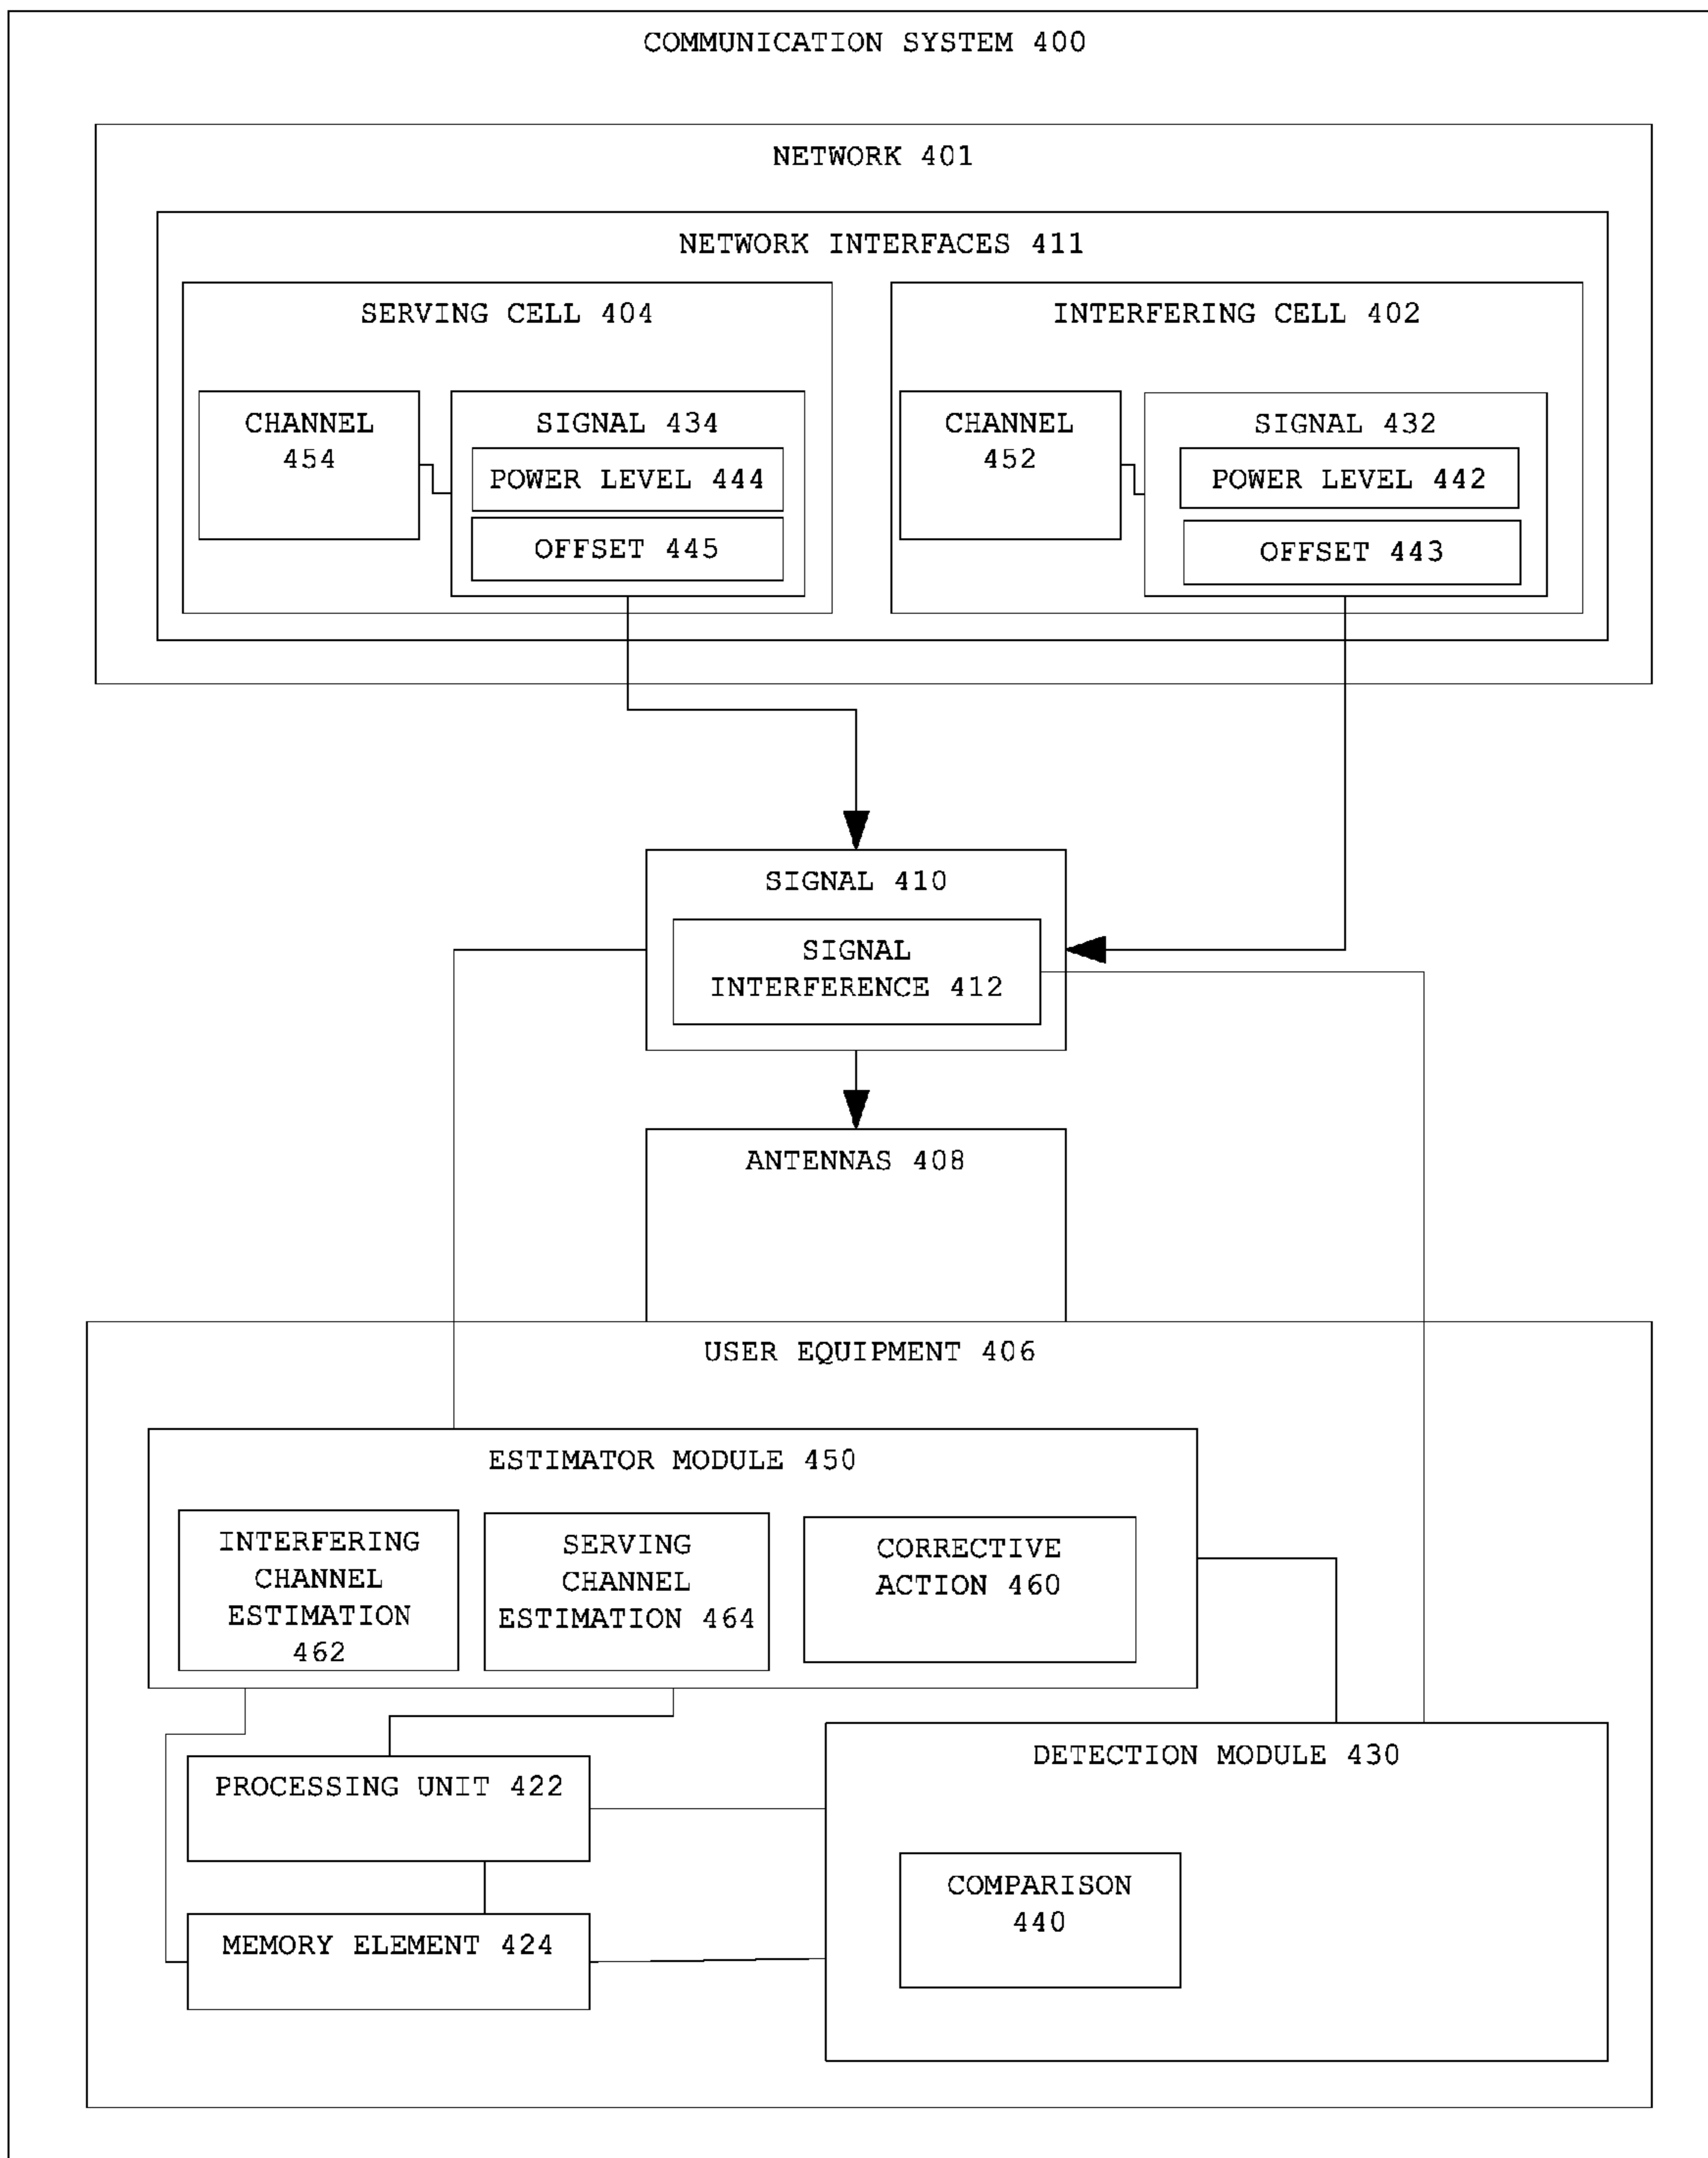 COMMUNICATION SYSTEM 400
NETWORK 401
NETWORK INTERFACES 411
SERVING CELL 404
CHANNEL
454
SIGNAL 434
POWER LEVEL 444
OFFSET 445
INTERFERING CELL 402
CHANNEL
452
SIGNAL 432
POWER LEVEL 442
OFFSET 443
SIGNAL 410
SIGNAL
INTERFERENCE 412
ANTENNAS 408
USER EQUIPMENT 406
ESTIMATOR MODULE 450
INTERFERING
CHANNEL
ESTIMATION
462
SERVING
CHANNEL
ESTIMATION 464
CORRECTIVE
ACTION 460
PROCESSING UNIT 422
MEMORY ELEMENT 424
DETECTION MODULE 430
COMPARISON
440